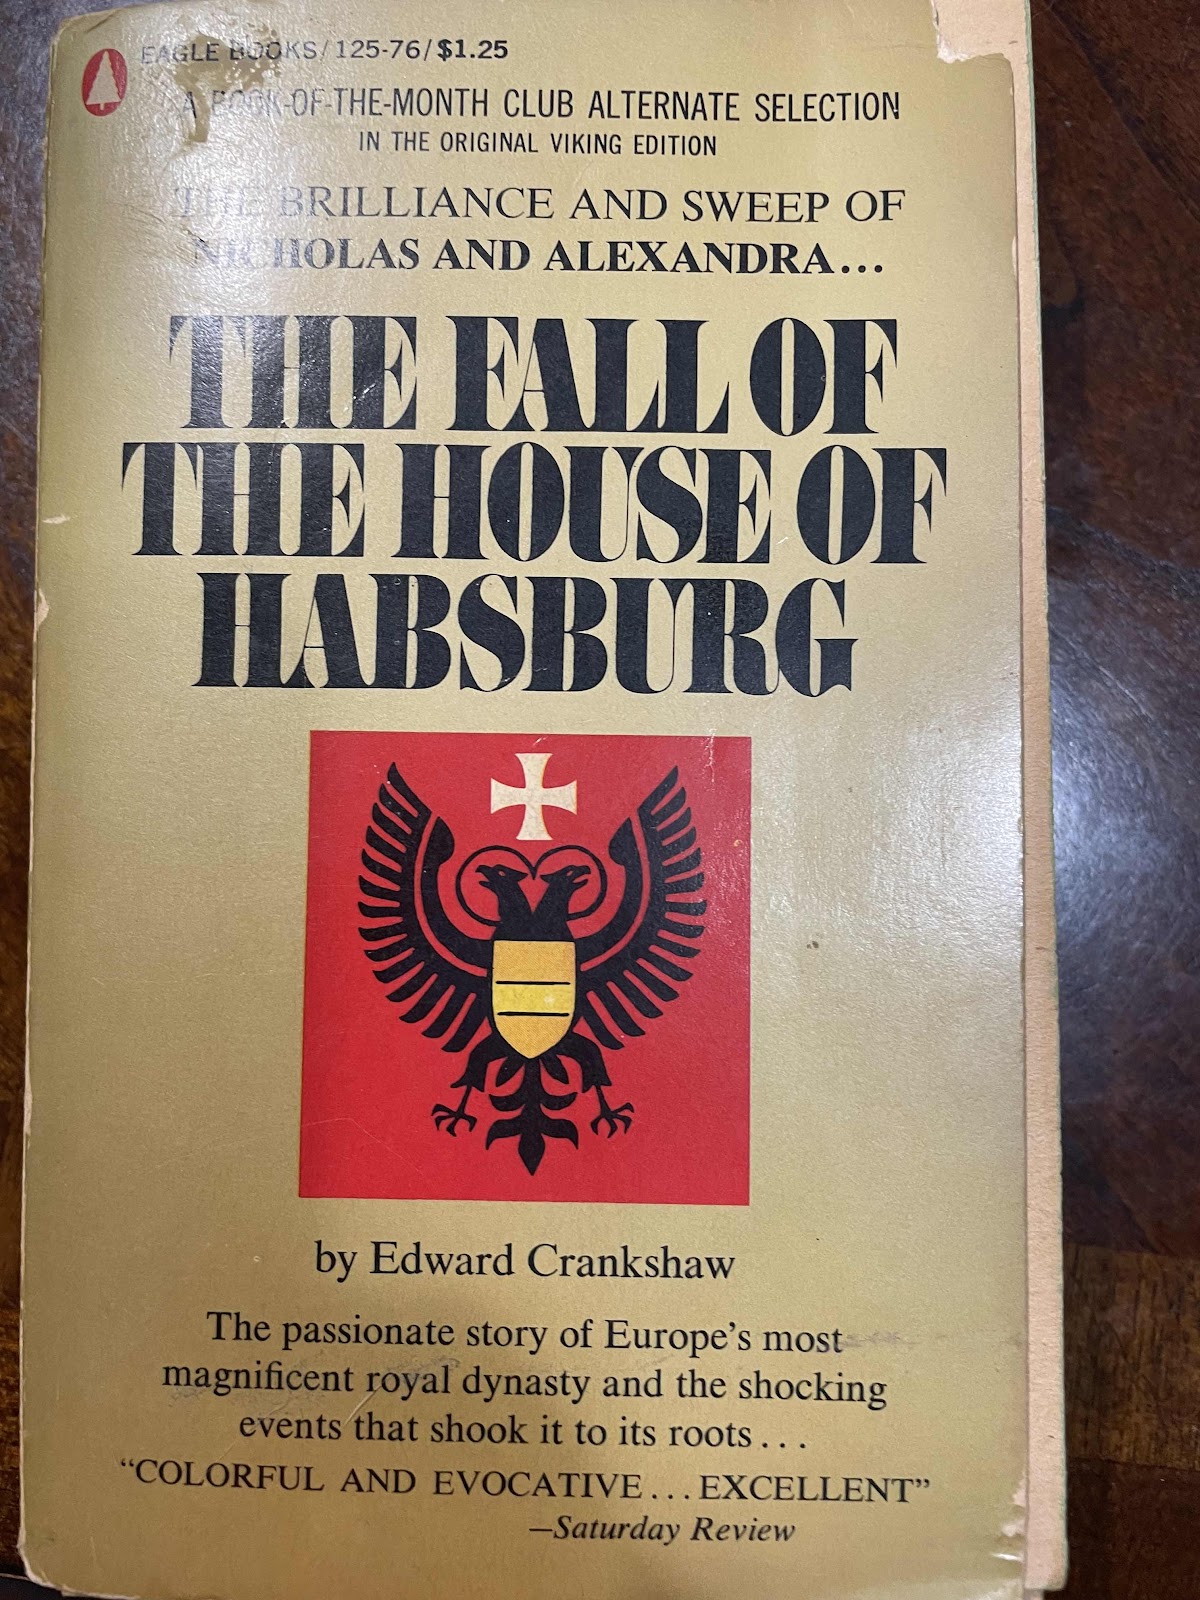 EAGLE BOOKS/125-76/$1.25
A BOOK-OF-THE-MONTH CLUB ALTERNATE SELECTION
IN THE ORIGINAL VIKING EDITION
THE BRILLIANCE AND SWEEP OF
NICHOLAS AND ALEXANDRA...
THE FALL OF
THE HOUSE OF
HABSBURG
by Edward Crankshaw
The passionate story of Europe's most
magnificent royal dynasty and the shocking
events that shook it to its roots...
“COLORFUL AND EVOCATIVE...EXCELLENT”
—Saturday Review